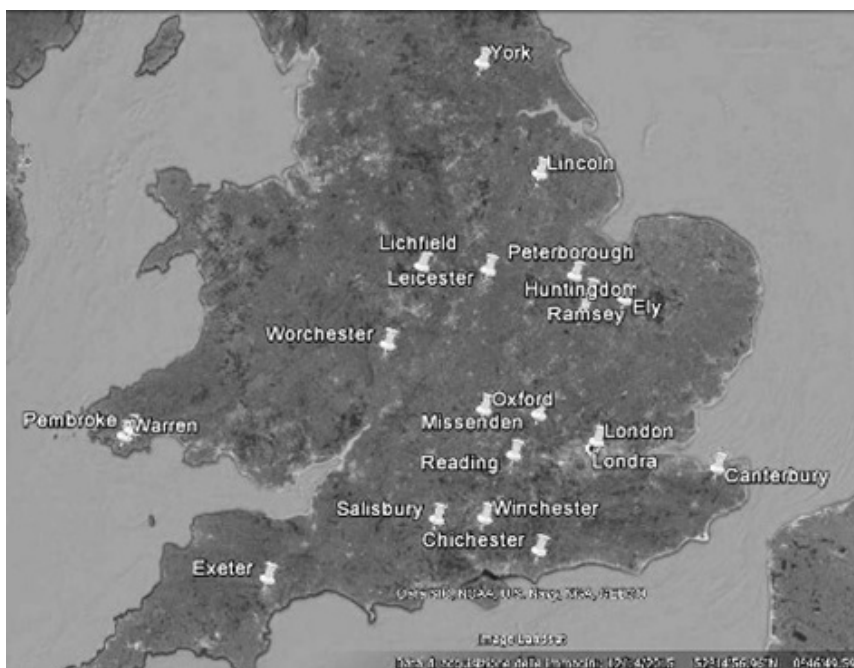 York
Lincoln
Lichfield
Peterborough
Leicester
Huntingdom
Ramsey
Ely
Worchester
Oxford
Pembroke
Warren
Missenden
London
Reading
Londra
Canterbury
Salisbury
Winchester
Chichester
Exeter
Image Landsat